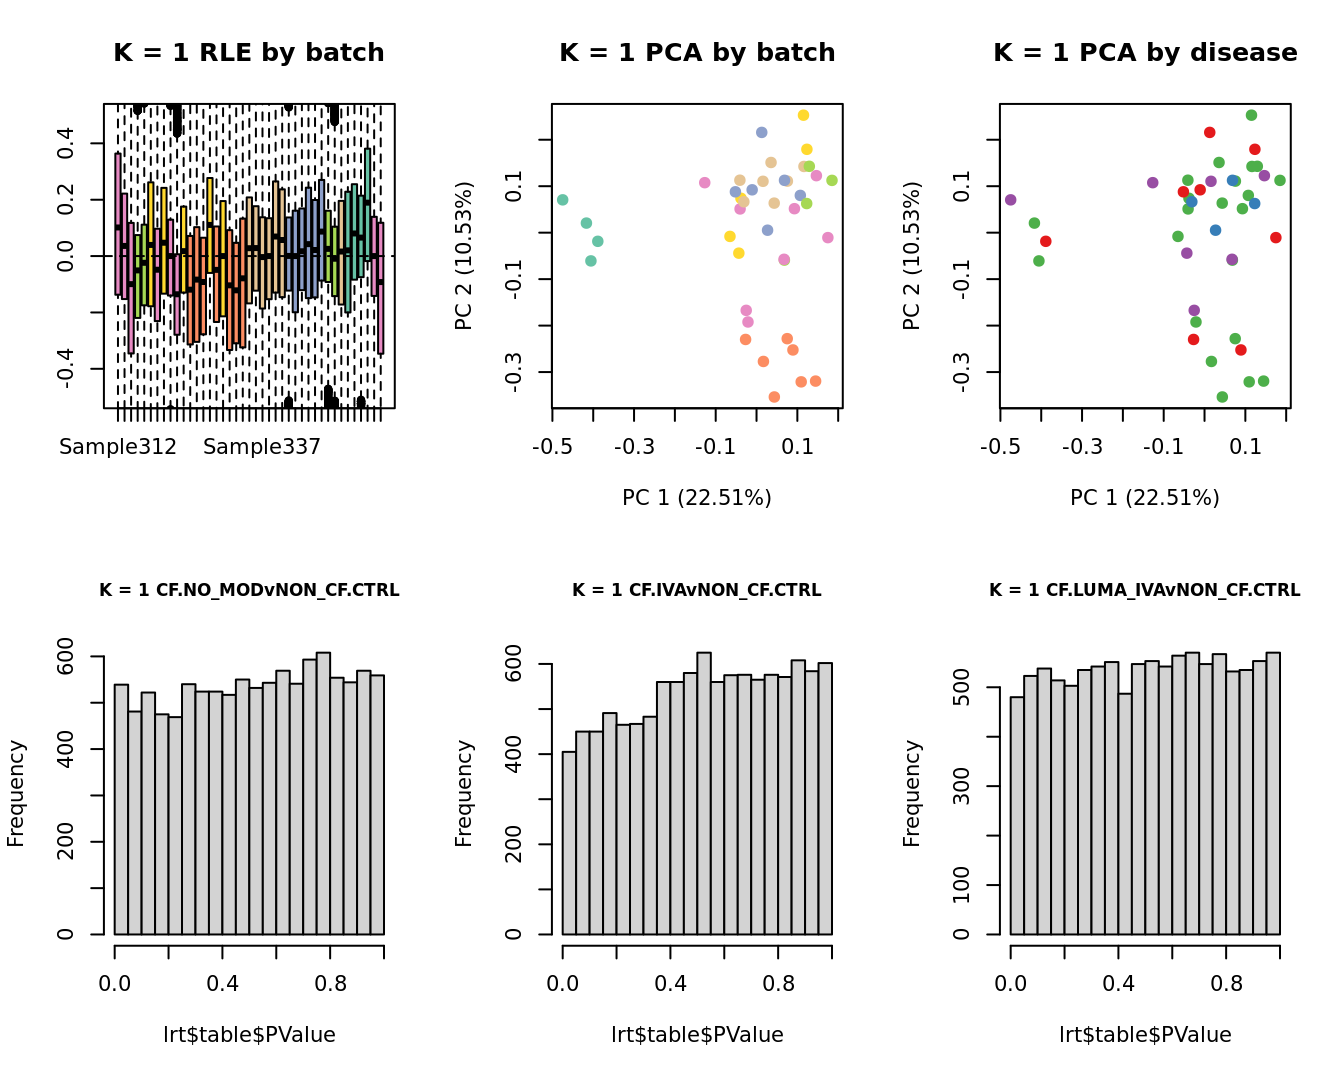 K = 1 RLE by batch
0.4
0.2
0.0
-0.4
Sample312 Sample337
K = 1 PCA by batch
PC 2 (10.53%)
0.1
-0.1
-0.3
-0.5 -0.3 -0.1 0.1
PC 1 (22.51%)
K = 1 PCA by disease
PC 2 (10.53%)
0.1
-0.1
-0.3
-0.5 -0.3 -0.1 0.1
PC 1 (22.51%)
K = 1 CF.NO_MODvNON_CF.CTRL
Frequency
600
400
200
0
0.0 0.4 0.8
lrt$table$PValue
K = 1 CF.IVAvNON_CF.CTRL
Frequency
600
400
200
0
0.0 0.4 0.8
lrt$table$PValue
K = 1 CF.LUMA_IVAvNON_CF.CTRL
Frequency
500
300
100
0
0.0 0.4 0.8
lrt$table$PValue